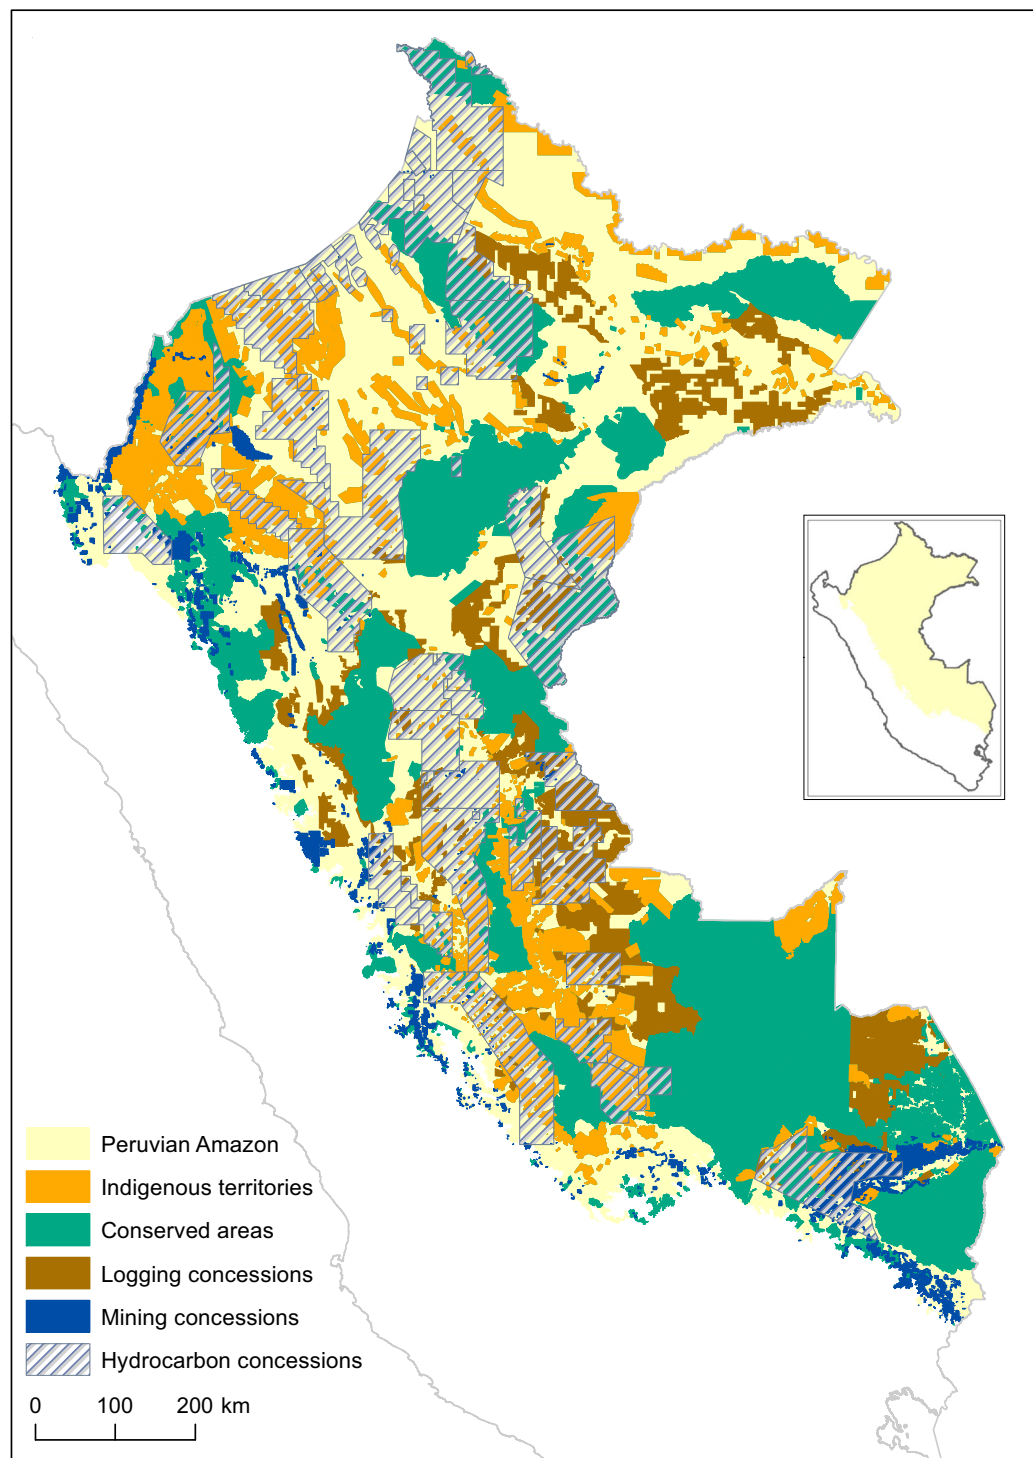 Peruvian Amazon
Indigenous territories
Conserved areas
Logging concessions
Mining concessions
Hydrocarbon concessions
0 100 200 km